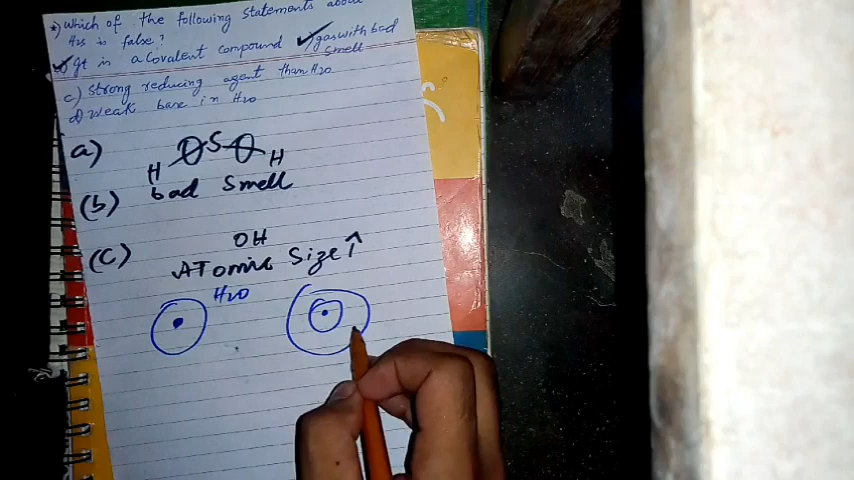 which of the following statements about
H2S is false?
It is a covalent compound gas with bad
smell
c) strong reducing agent than H2O
d) weak base in H2O
a) S
H H
(b) bad smell
OH
(C) ATomic Size ↑
H2O